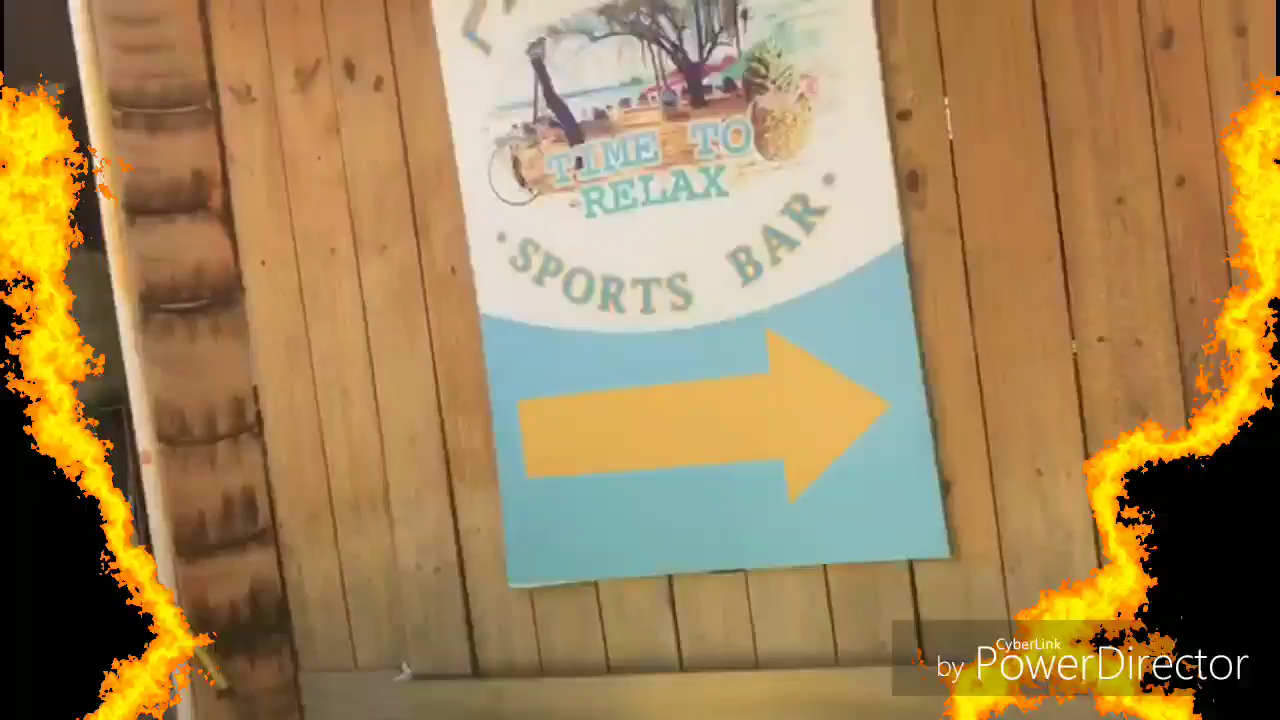 TIME TO
RELAX
· SPORTS BAR ·
CyberLink
by PowerDirector